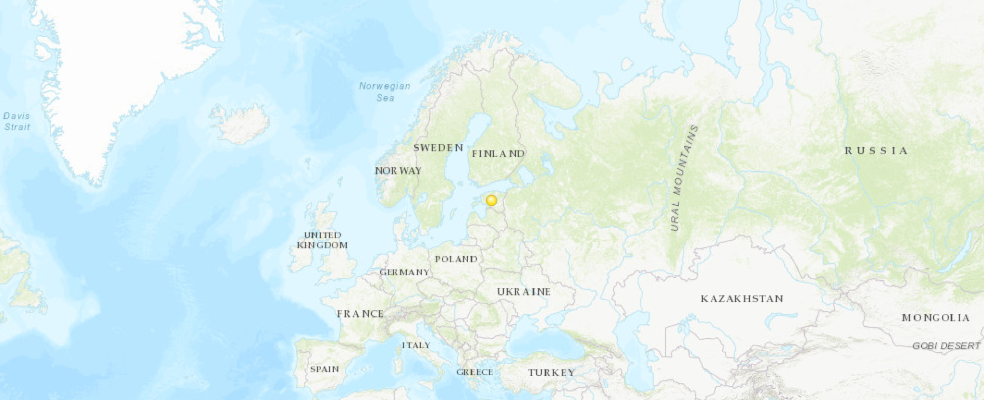 Norwegian
Sea
Davis
Strait
SWEDEN
FINLAND
RUSSIA
NORWAY
URAL MOUNTAINS
UNITED
KINGDOM
POLAND
GERMANY
UKRAINE
KAZAKHSTAN
FRANCE
MONGOLIA
ITALY
GOBI DESERT
SPAIN
GREECE
TURKEY